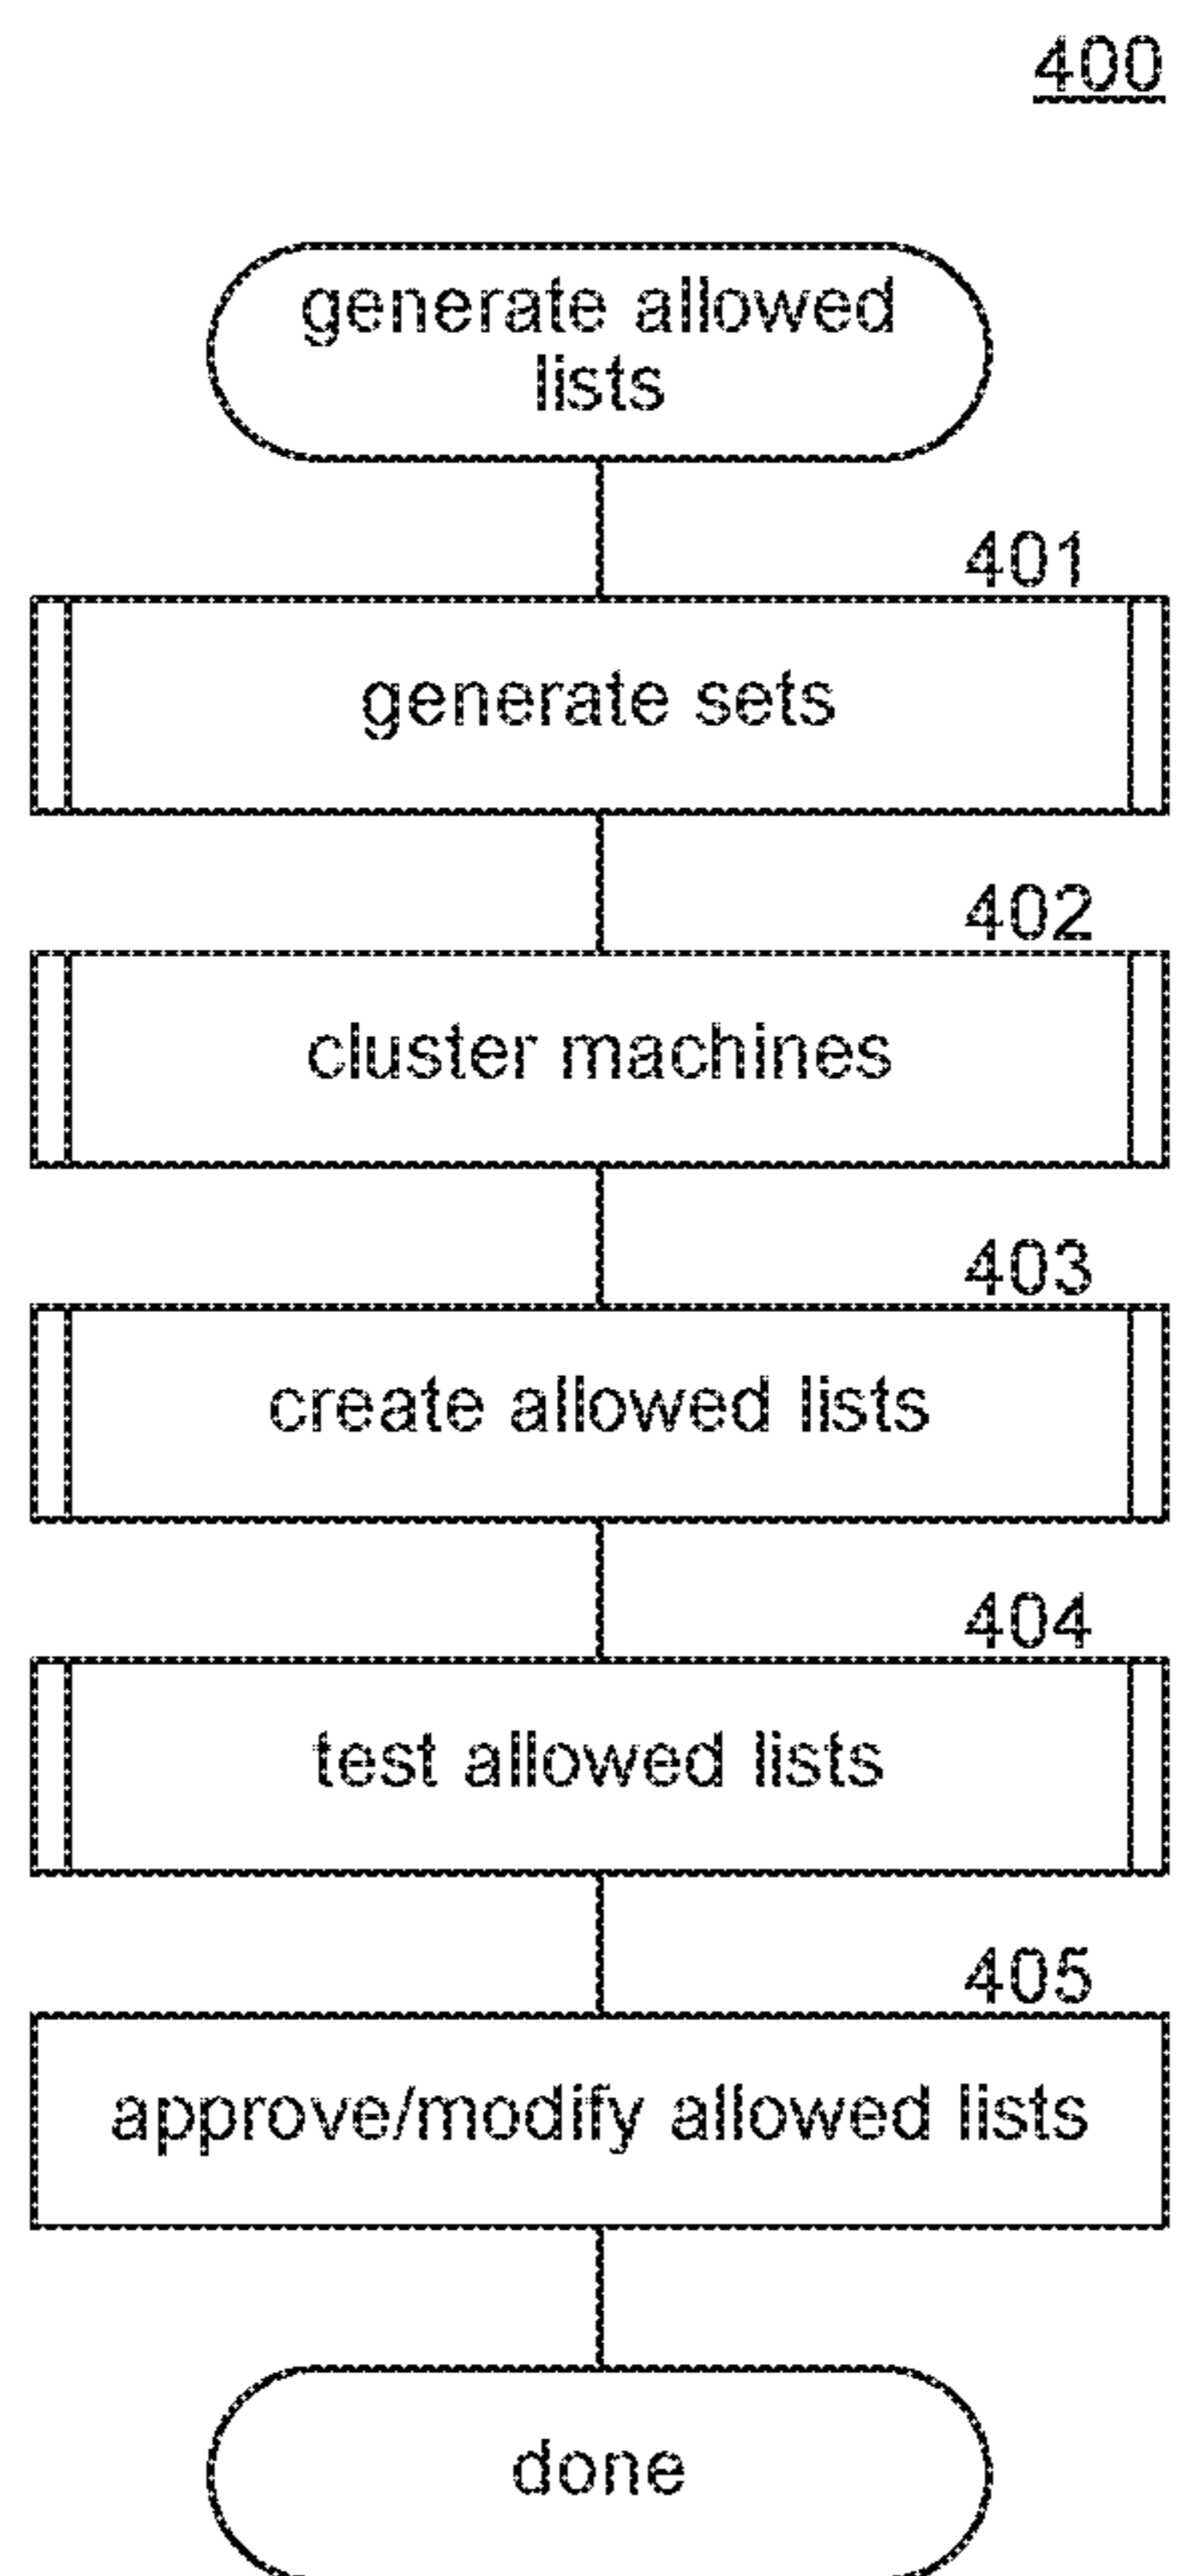 400
generate allowed
lists
401
generate sets
402
cluster machines
403
create allowed lists
404
test allowed lists
405
approve/modify allowed lists
done